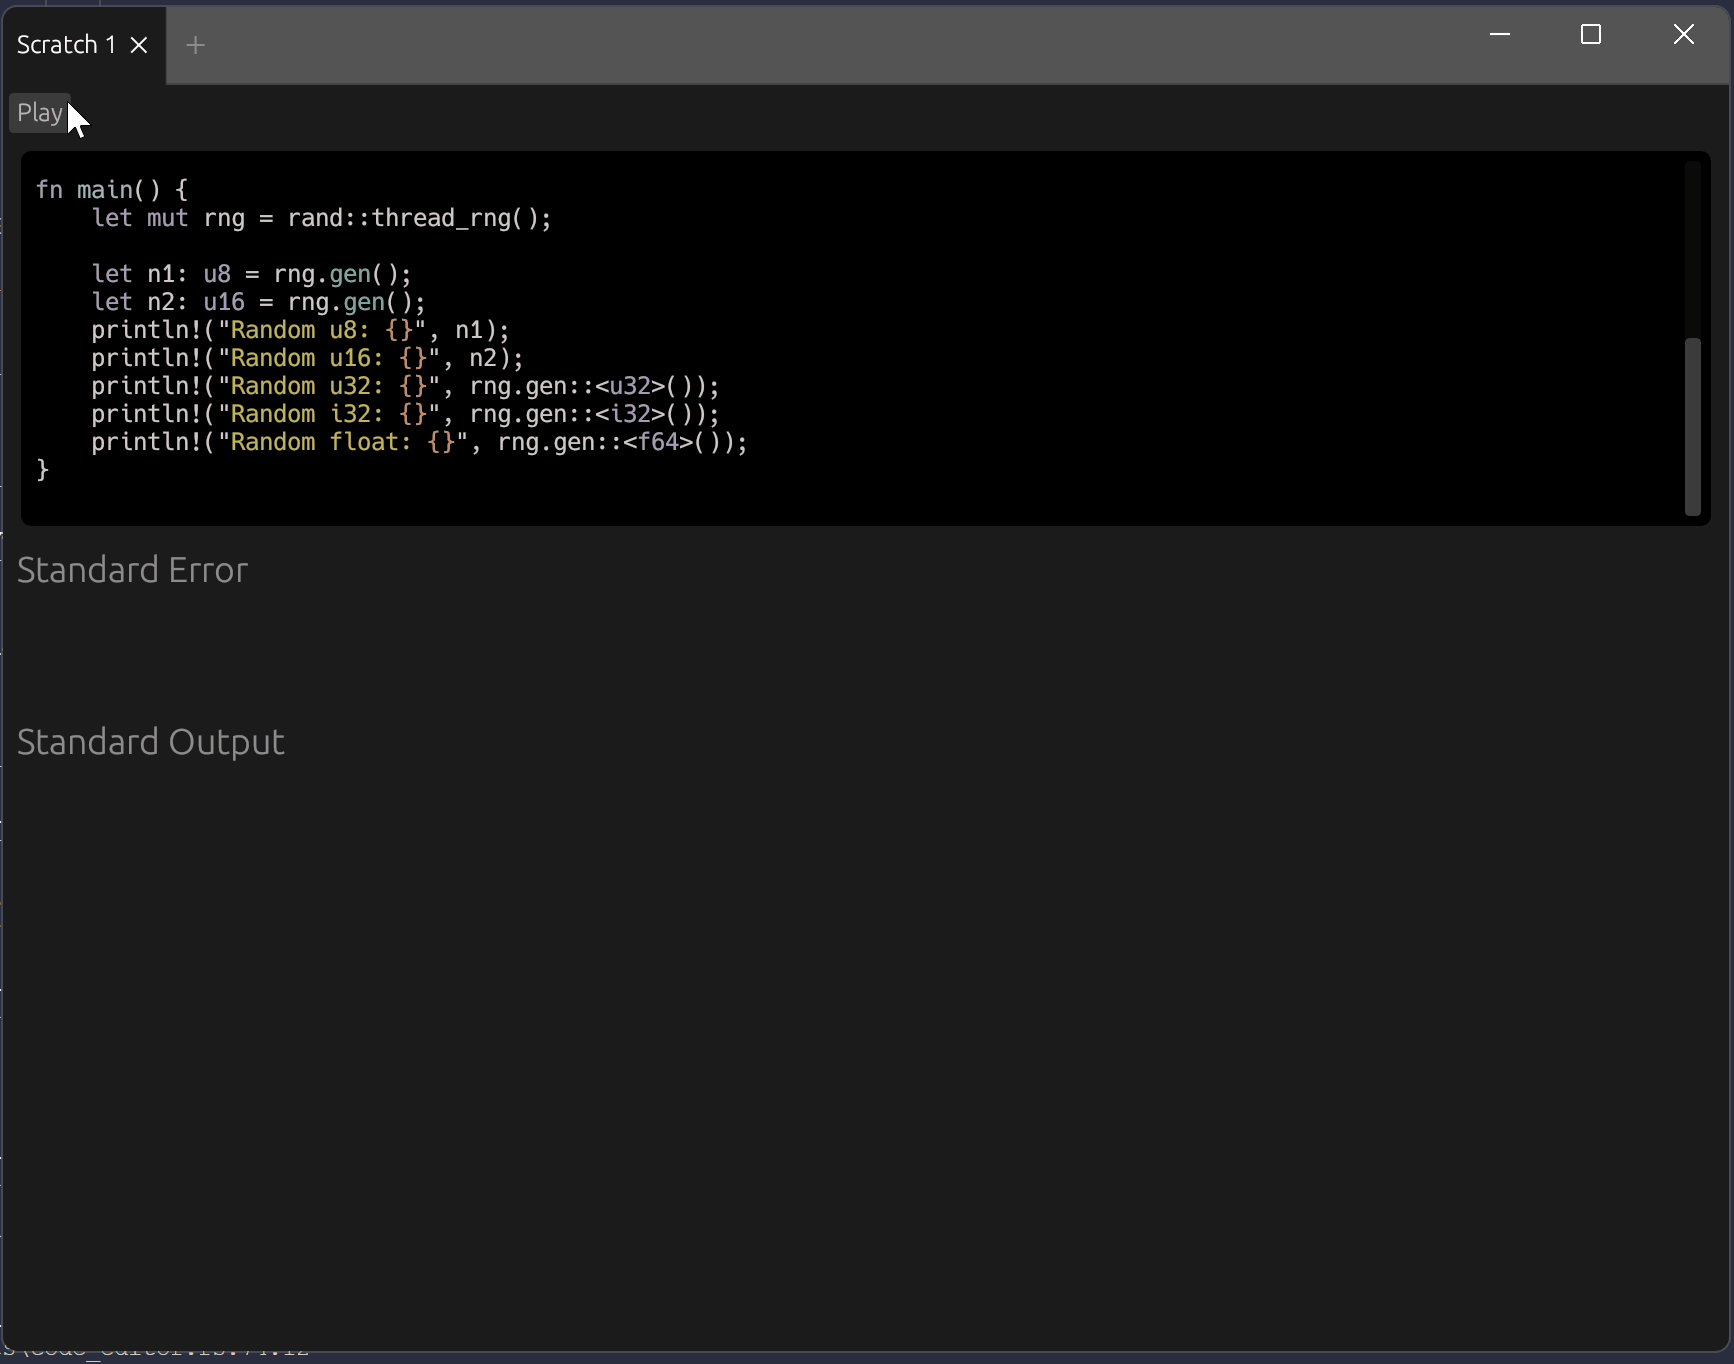 Scratch 1
Play
fn main() {
    let mut rng = rand::thread_rng();
    let n1: u8 = rng.gen();
    let n2: u16 = rng.gen();
    println!("Random u8: {}", n1);
    println!("Random u16: {}", n2);
    println!("Random u32: {}", rng.gen::<u32>());
    println!("Random i32: {}", rng.gen::<i32>());
    println!("Random float: {}", rng.gen::<f64>());
}
Standard Error
Standard Output